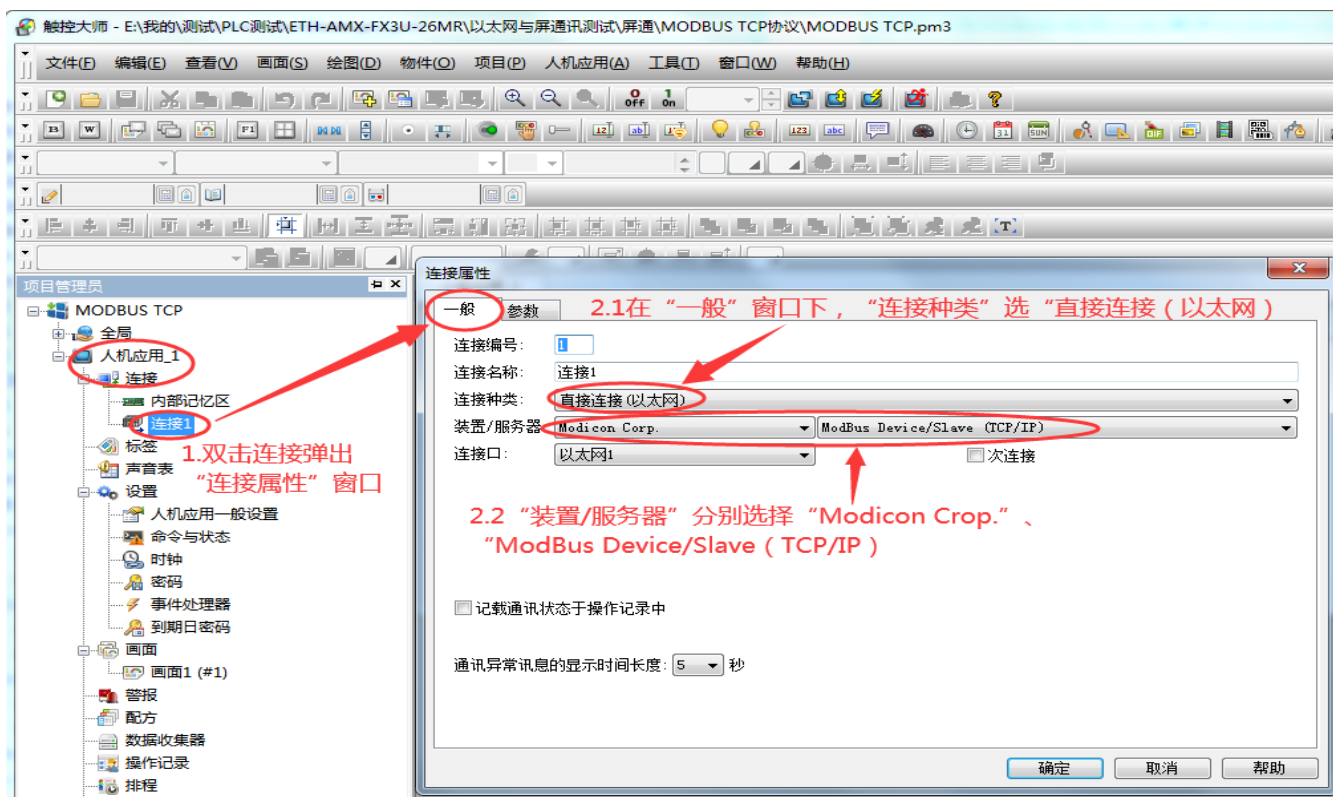 触控大师 - E:\我的\测试\PLC测试\ETH-AMX-FX3U-26MR\以太网与屏通讯测试\屏通\MODBUS TCP协议\MODBUS TCP.pm3
文件(F) 编辑(E) 查看(V) 画面(S) 绘图(D) 物件(O) 项目(P) 人机应用(A) 工具(T) 窗口(W) 帮助(H)
项目管理员
MODBUS TCP
全局
人机应用_1
连接
内部记忆区
连接1
标签
声音表
设置
人机应用一般设置
命令与状态
时钟
密码
事件处理器
到期日密码
画面
画面1 (#1)
警报
配方
数据收集器
操作记录
排程
1.双击连接弹出
“连接属性”窗口
连接属性
一般 参数
2.1在“一般”窗口下，“连接种类”选“直接连接（以太网）
连接编号: 1
连接名称: 连接1
连接种类: 直接连接(以太网)
装置/服务器 Modicon Corp. ModBus Device/Slave (TCP/IP)
连接口: 以太网1 次连接
2.2“装置/服务器”分别选择“Modicon Crop.”、
“ModBus Device/Slave（TCP/IP）
记载通讯状态于操作记录中
通讯异常讯息的显示时间长度: 5 秒
确定 取消 帮助